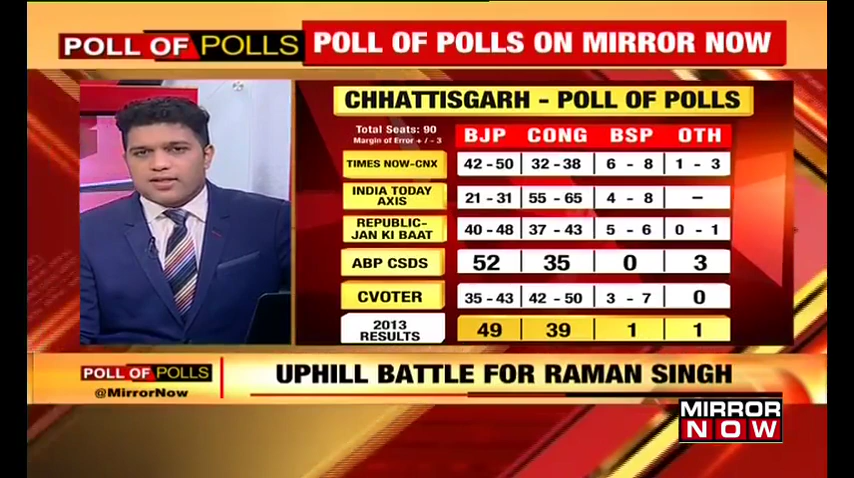 POLL OF POLLS
POLL OF POLLS ON MIRROR NOW
CHHATTISGARH - POLL OF POLLS
Total Seats: 90
Margin of Error + / - 3
BJP CONG BSP OTH
TIMES NOW-CNX 42 - 50 32 - 38 6 - 8 1 - 3
INDIA TODAY
AXIS 21 - 31 55 - 65 4 - 8 –
REPUBLIC-
JAN KI BAAT 40 - 48 37 - 43 5 - 6 0 - 1
ABP CSDS 52 35 0 3
CVOTER 35 - 43 42 - 50 3 - 7 0
2013
RESULTS 49 39 1 1
POLL OF POLLS
@MirrorNow
UPHILL BATTLE FOR RAMAN SINGH
MIRROR
NOW